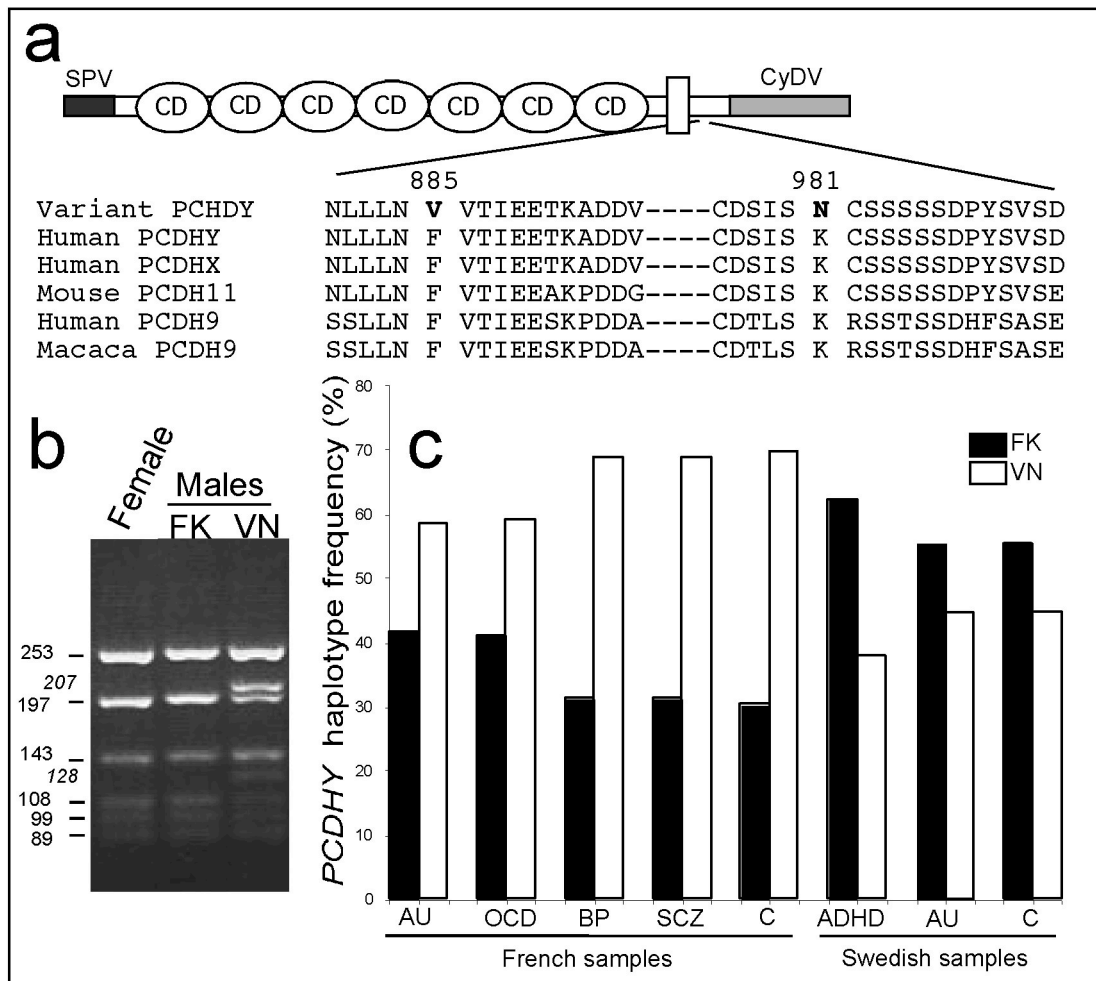 a
SPV
CD CD CD CD CD CD CD
CyDV
885 981
Variant PCHDY NLLLN V VTIEETKADDV----CDSIS N CSSSSSDPYSVSD
Human PCDHY NLLLN F VTIEETKADDV----CDSIS K CSSSSSDPYSVSD
Human PCDHX NLLLN F VTIEETKADDV----CDSIS K CSSSSSDPYSVSD
Mouse PCDH11 NLLLN F VTIEEAKPDDG----CDSIS K CSSSSSDPYSVSE
Human PCDH9 SSLLN F VTIEESKPDDA----CDTLS K RSSTSSDHFSASE
Macaca PCDH9 SSLLN F VTIEESKPDDA----CDTLS K RSSTSSDHFSASE
b
Female
Males
FK VN
253
207
197
143
128
108
99
89
c
PCDHY haplotype frequency (%)
80
70
60
50
40
30
20
10
0
FK
VN
AU OCD BP SCZ C ADHD AU C
French samples Swedish samples